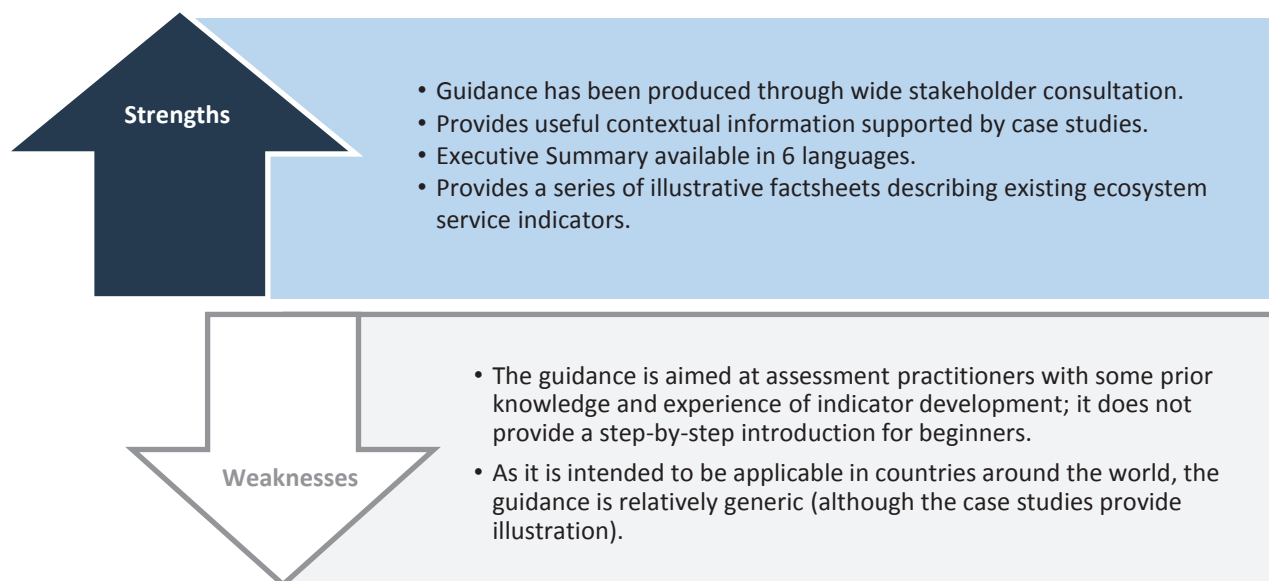 Strengths
• Guidance has been produced through wide stakeholder consultation.
• Provides useful contextual information supported by case studies.
• Executive Summary available in 6 languages.
• Provides a series of illustrative factsheets describing existing ecosystem
service indicators.
Weaknesses
• The guidance is aimed at assessment practitioners with some prior
knowledge and experience of indicator development; it does not
provide a step-by-step introduction for beginners.
• As it is intended to be applicable in countries around the world, the
guidance is relatively generic (although the case studies provide
illustration).